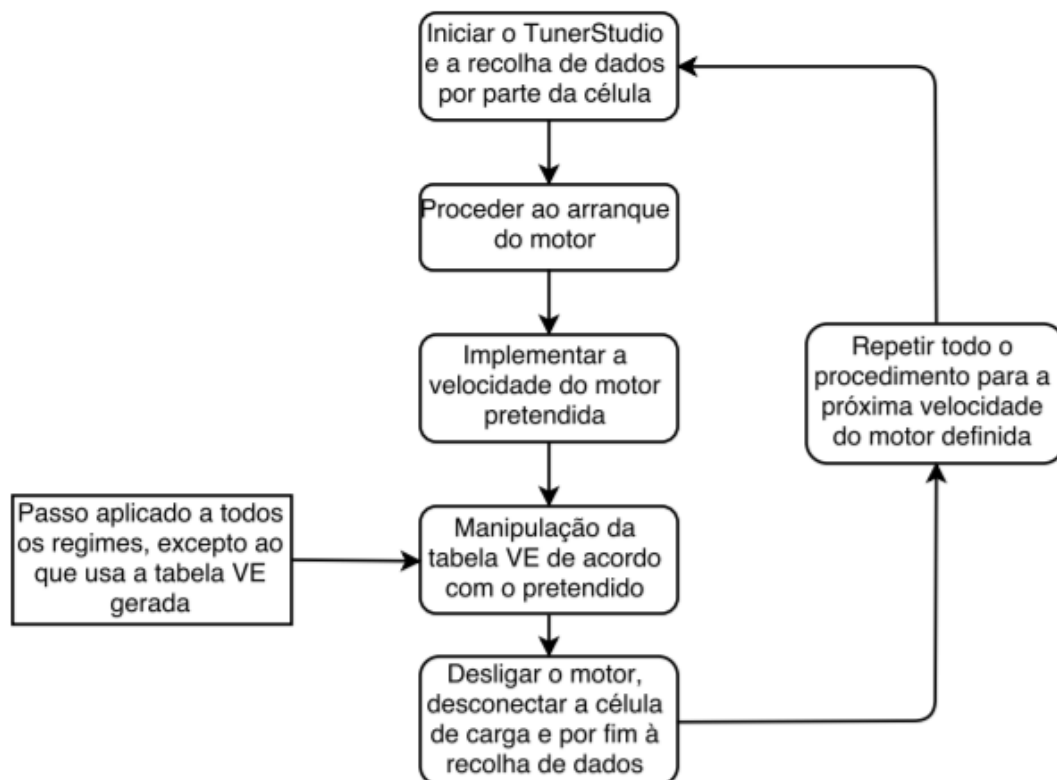 Iniciar o TunerStudio
e a recolha de dados
por parte da célula
Proceder ao arranque
do motor
Implementar a
velocidade do motor
pretendida
Repetir todo o
procedimento para a
próxima velocidade
do motor definida
Passo aplicado a todos
os regimes, excepto ao
que usa a tabela VE
gerada
Manipulação da
tabela VE de acordo
com o pretendido
Desligar o motor,
desconectar a célula
de carga e por fim à
recolha de dados